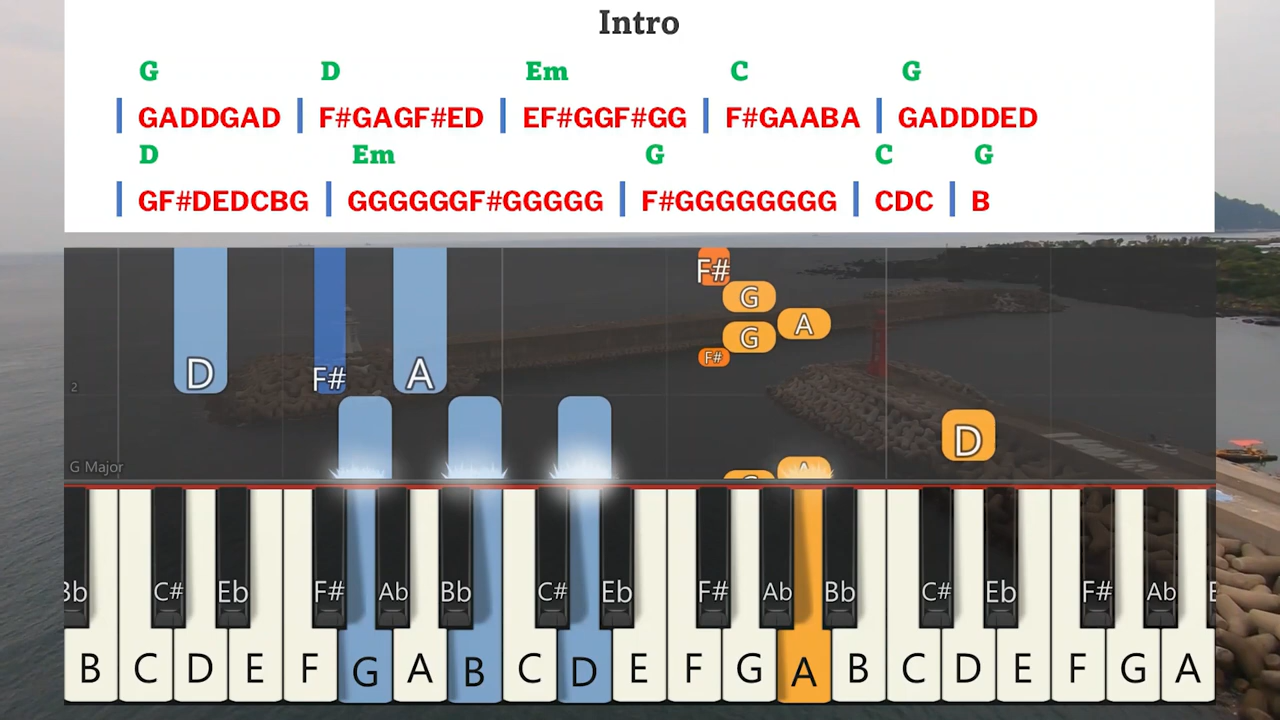 Intro
G D Em C G
| GADDGAD | F#GAGF#ED | EF#GGF#GG | F#GAABA | GADDDED
D Em G C G
| GF#DEDCBG | GGGGGGF#GGGGG | F#GGGGGGGG | CDC | B
F#
G
A
G
F#
D F# A
2
D
G Major
G A
Bb C# Eb F# Ab Bb C# Eb F# Ab Bb C# Eb F# Ab
B C D E F G A B C D E F G A B C D E F G A